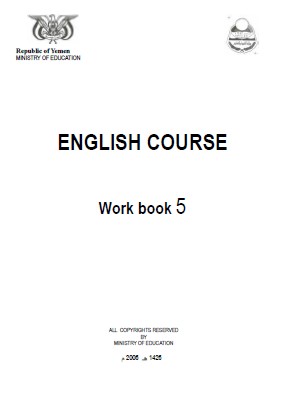 Republic of Yemen
MINISTRY OF EDUCATION
ENGLISH COURSE
Work book 5
ALL COPYRIGHTS RESERVED
BY
MINISTRY OF EDUCATION
1426 هـ 2006 م